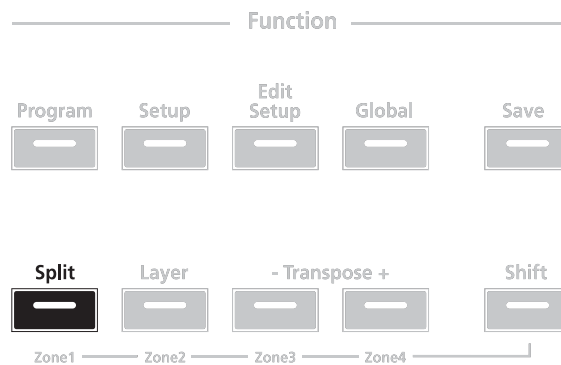 Function
Program Setup Edit Setup Global Save
Split Layer - Transpose + Shift
Zone1 Zone2 Zone3 Zone4